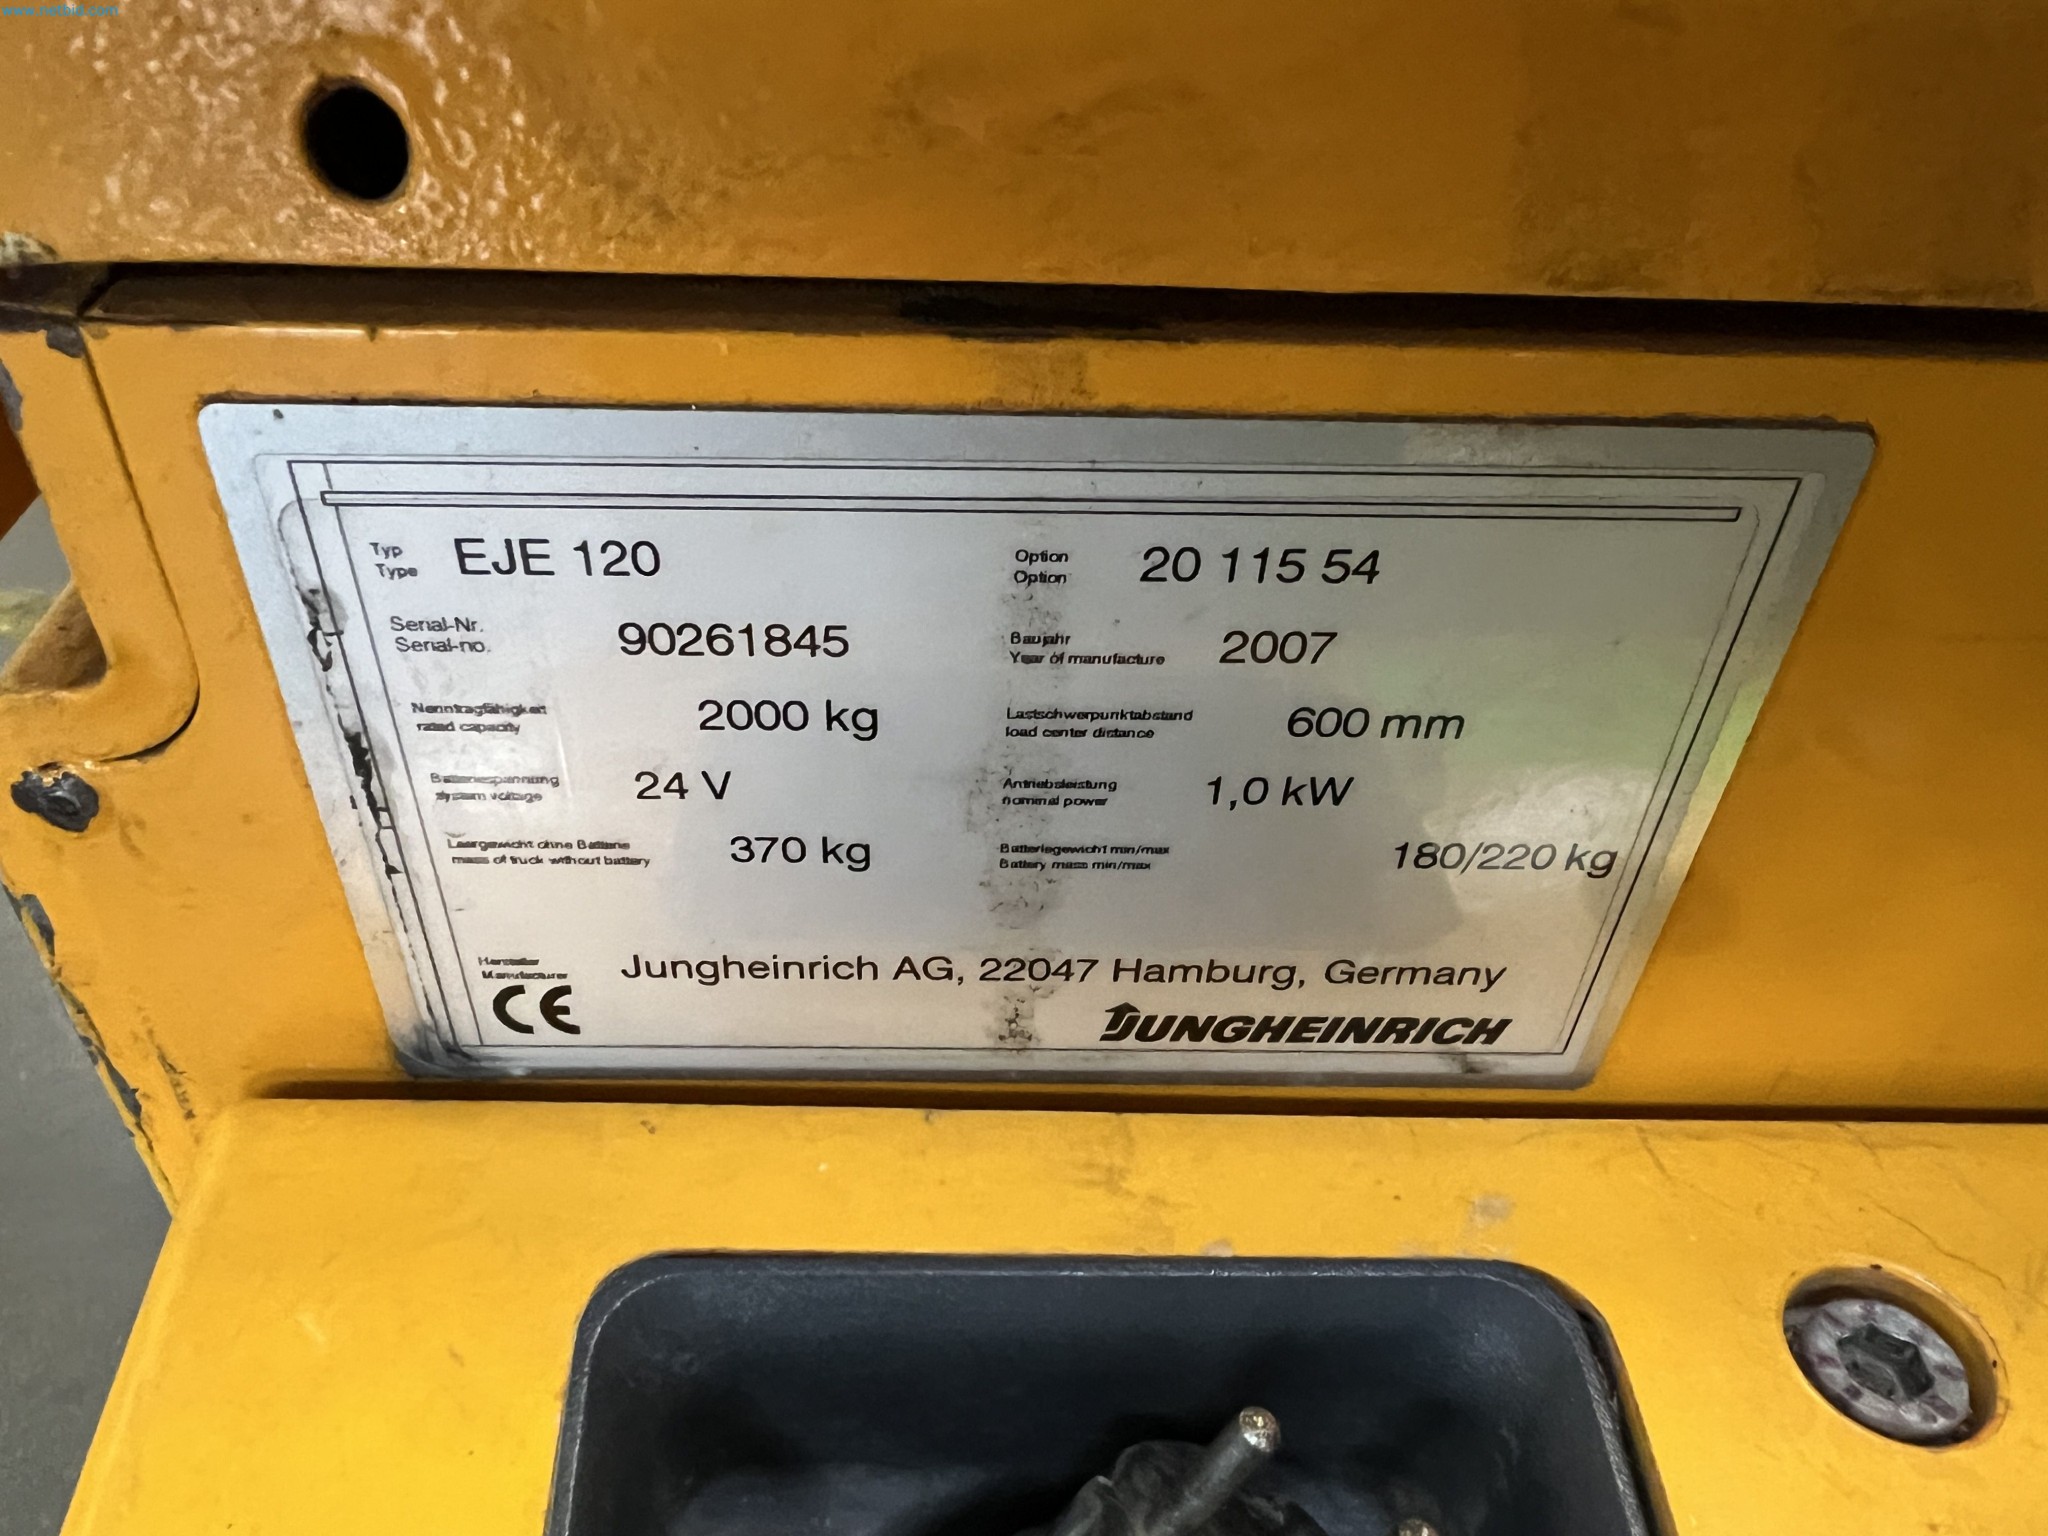 www.netbid.com
Typ
Type
EJE 120
Option
Option
20 115 54
Serial-Nr.
Serial-no.
90261845
Baujahr
Year of manufacture
2007
Nenntragfähigkeit
rated capacity
2000 kg
Lastschwerpunktabstand
load center distance
600 mm
Batteriespannung
system voltage
24 V
Antriebsleistung
nominal power
1,0 kW
Leergewicht ohne Batterie
mass of truck without battery
370 kg
Batteriegewicht min/max
Battery mass min/max
180/220 kg
Hersteller
Manufacturer
Jungheinrich AG, 22047 Hamburg, Germany
CE
JUNGHEINRICH